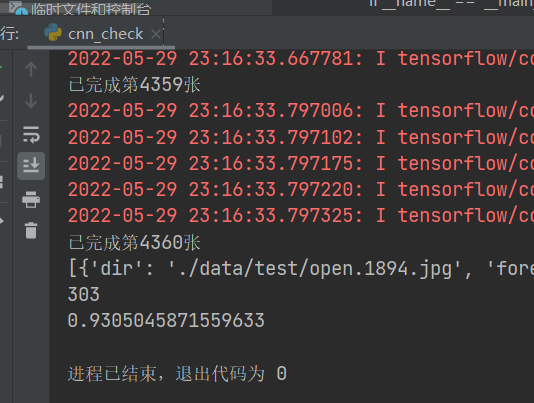 临时文件和控制台
if __name__ == '__main
行: cnn_check
2022-05-29 23:16:33.667781: I tensorflow/co
已完成第4359张
2022-05-29 23:16:33.797006: I tensorflow/co
2022-05-29 23:16:33.797102: I tensorflow/co
2022-05-29 23:16:33.797175: I tensorflow/co
2022-05-29 23:16:33.797220: I tensorflow/co
2022-05-29 23:16:33.797325: I tensorflow/co
已完成第4360张
[{'dir': './data/test/open.1894.jpg', 'fore
303
0.9305045871559633
进程已结束，退出代码为 0